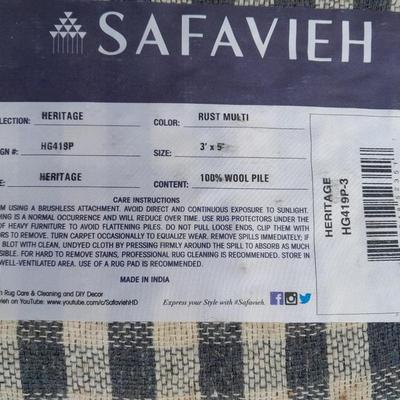 SAFAVIEH
LECTION: HERITAGE COLOR: RUST MULTI
GN#: HG419P SIZE: 3' x 5'
E: HERITAGE CONTENT: 100% WOOL PILE
CARE INSTRUCTIONS
M USING A BRUSHLESS ATTACHMENT. AVOID DIRECT AND CONTINUOUS EXPOSURE TO SUNLIGHT.
ING IS A NORMAL OCCURRENCE AND WILL REDUCE OVER TIME. USE RUG PROTECTORS UNDER THE
OF HEAVY FURNITURE TO AVOID FLATTENING PILES. DO NOT PULL LOOSE ENDS, CLIP THEM WITH
ORS TO REMOVE. TURN CARPET OCCASIONALLY TO EQUALIZE WEAR. REMOVE SPILLS IMMEDIATELY; IF
BLOT WITH CLEAN, UNDYED CLOTH BY PRESSING FIRMLY AROUND THE SPILL TO ABSORB AS MUCH
SSIBLE. FOR HARD TO REMOVE STAINS, PROFESSIONAL RUG CLEANING IS RECOMMENDED. STORE IN
WELL-VENTILATED AREA. USE OF A RUG PAD IS RECOMMENDED.
MADE IN INDIA
n Rug Care & Cleaning and DIY Decor
vieh on YouTube: www.youtube.com/c/SafaviehHD
Express your Style with #Safavieh.
HERITAGE
HG419P-3